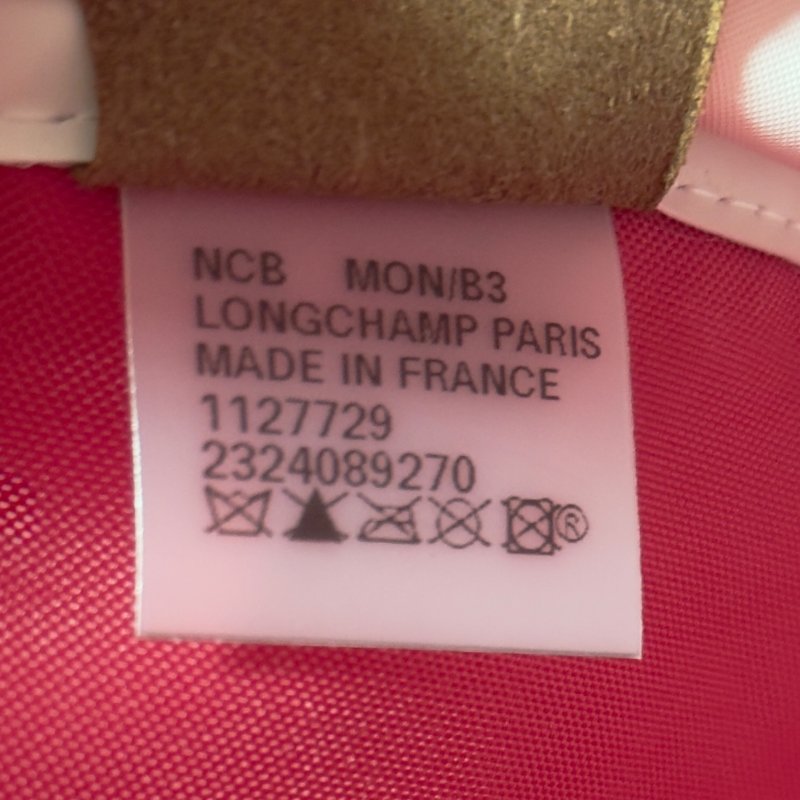 NCB MON/B3
LONGCHAMP PARIS
MADE IN FRANCE
1127729
2324089270
®